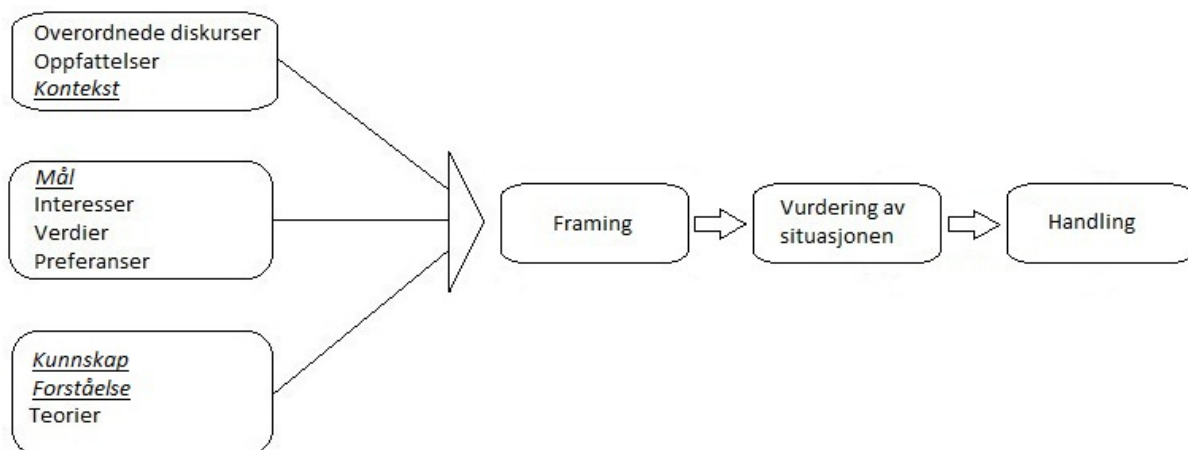 Overordnede diskurser
Oppfattelser
Kontekst
Mål
Interesser
Verdier
Preferanser
Kunnskap
Forståelse
Teorier
Framing
Vurdering av
situasjonen
Handling